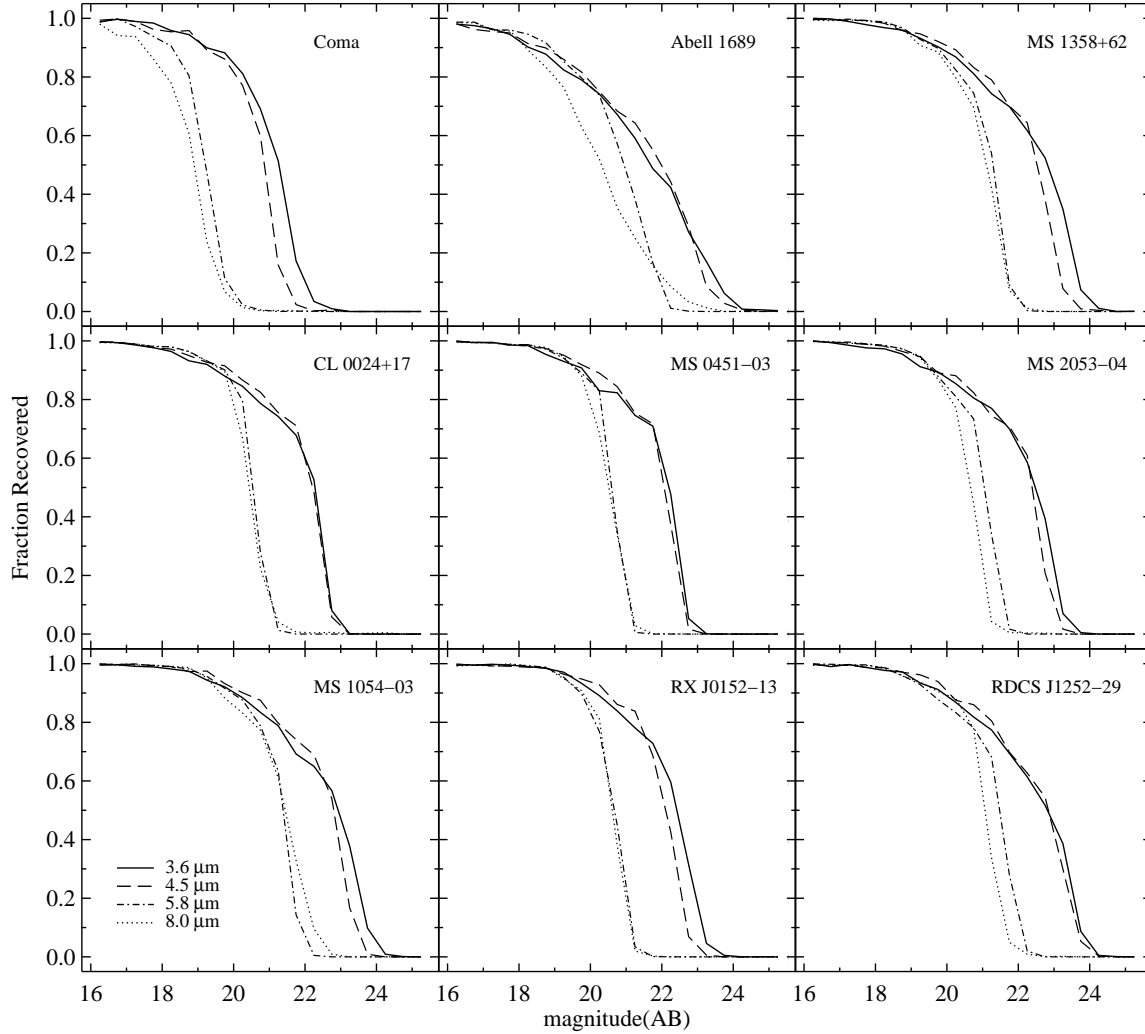 1.0
0.8
0.6
0.4
0.2
0.0
Coma
Abell 1689
MS 1358+62
1.0
0.8
0.6
0.4
0.2
0.0
Fraction Recovered
CL 0024+17
MS 0451−03
MS 2053−04
1.0
0.8
0.6
0.4
0.2
0.0
MS 1054−03
RX J0152−13
RDCS J1252−29
3.6 μm
4.5 μm
5.8 μm
8.0 μm
16 18 20 22 24
16 18 20 22 24
16 18 20 22 24
magnitude(AB)